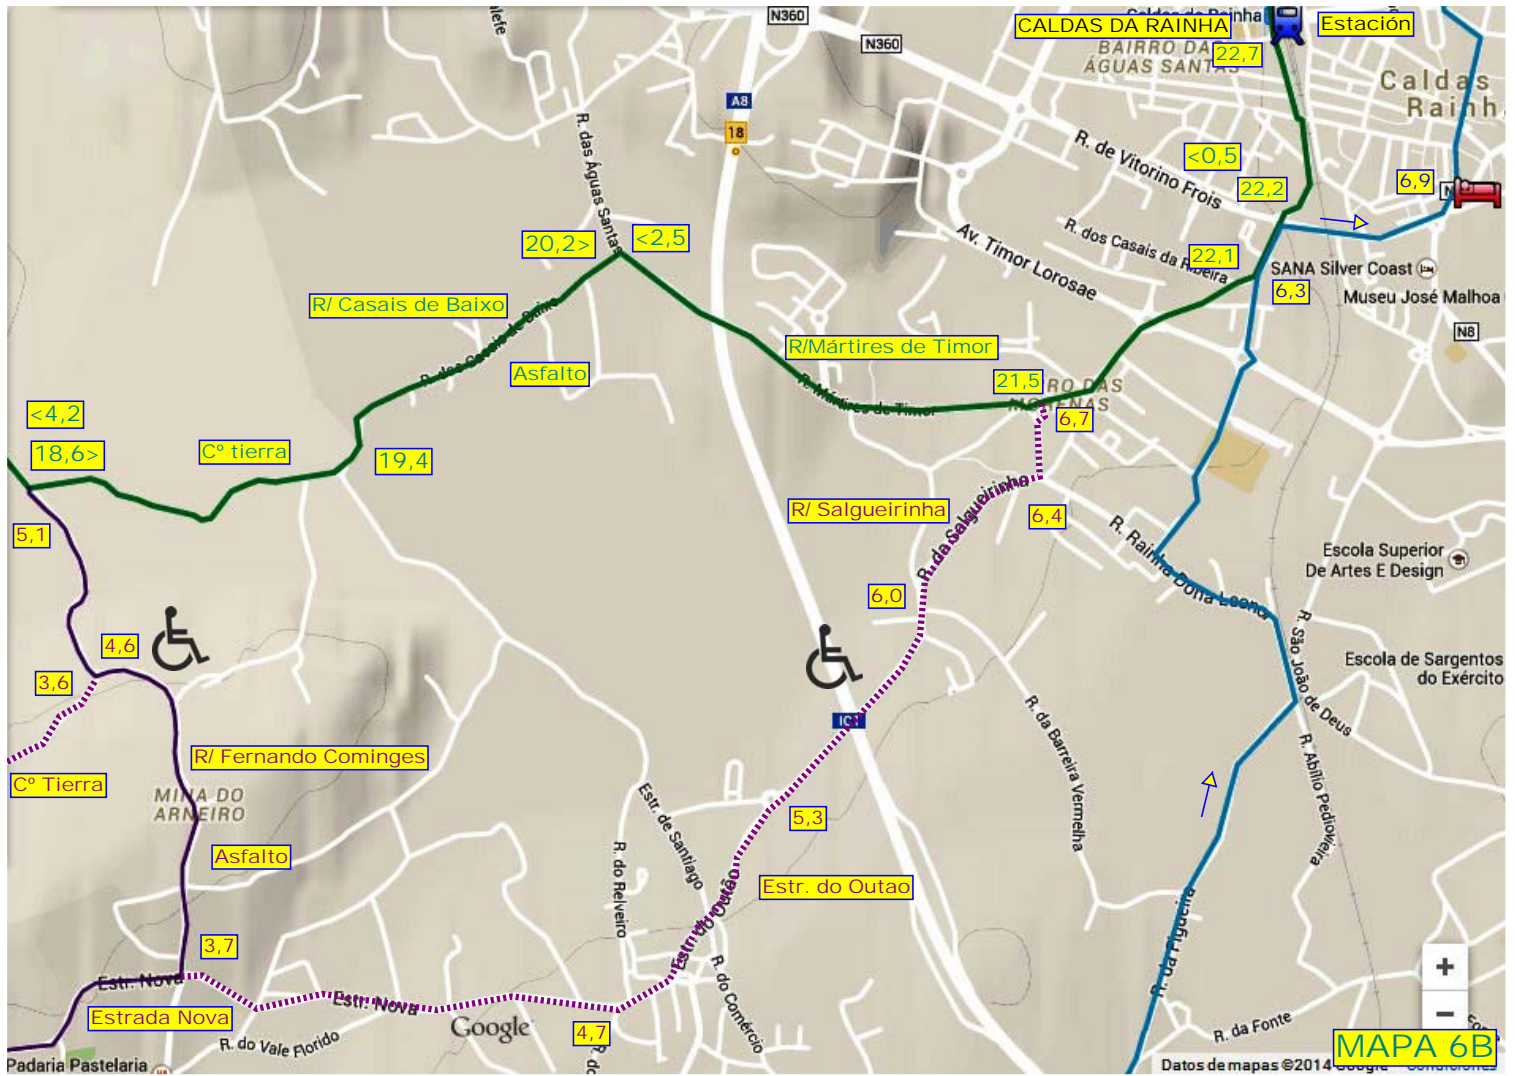 N360
CALDAS DA RAINHA
Estación
N360
BAIRRO DAS
ÁGUAS SANTAS
22,7
Caldas
Rainh
A8
18
R. das Águas Santas
R. de Vitorino Frois
<0,5
22,2
6,9
20,2>
<2,5
R. dos Casais da Ribeira
Av. Timor Lorosae
22,1
SANA Silver Coast
6,3
Museu José Malhoa
R/ Casais de Baixo
R. dos Casais de Baixo
N8
R/Mártires de Timor
Asfalto
R. Mártires de Timor
21,5
<4,2
6,7
18,6>
Cº tierra
19,4
R/ Salgueirinha
R. da Salgueirinha
6,4
5,1
R. Rainha Dona Leonor
Escola Superior
De Artes E Design
6,0
4,6
3,6
R. São João de Deus
Escola de Sargentos
do Exército
R/ Fernando Cominges
IC1
R. da Barreira Vermelha
R. Abílio Pediovieira
Cº Tierra
MINA DO
ARNEIRO
5,3
Estr. de Santiago
R. do Relveiro
Asfalto
Estr. do Outao
Estr. do Outão
3,7
R. da Figueira
Estr. Nova
Estr. Nova
R. do Comércio
+
−
Estrada Nova
Google
4,7
R. do Vale Florido
R. da Fonte
MAPA 6B
Padaria Pastelaria
Datos de mapas ©2014 Google